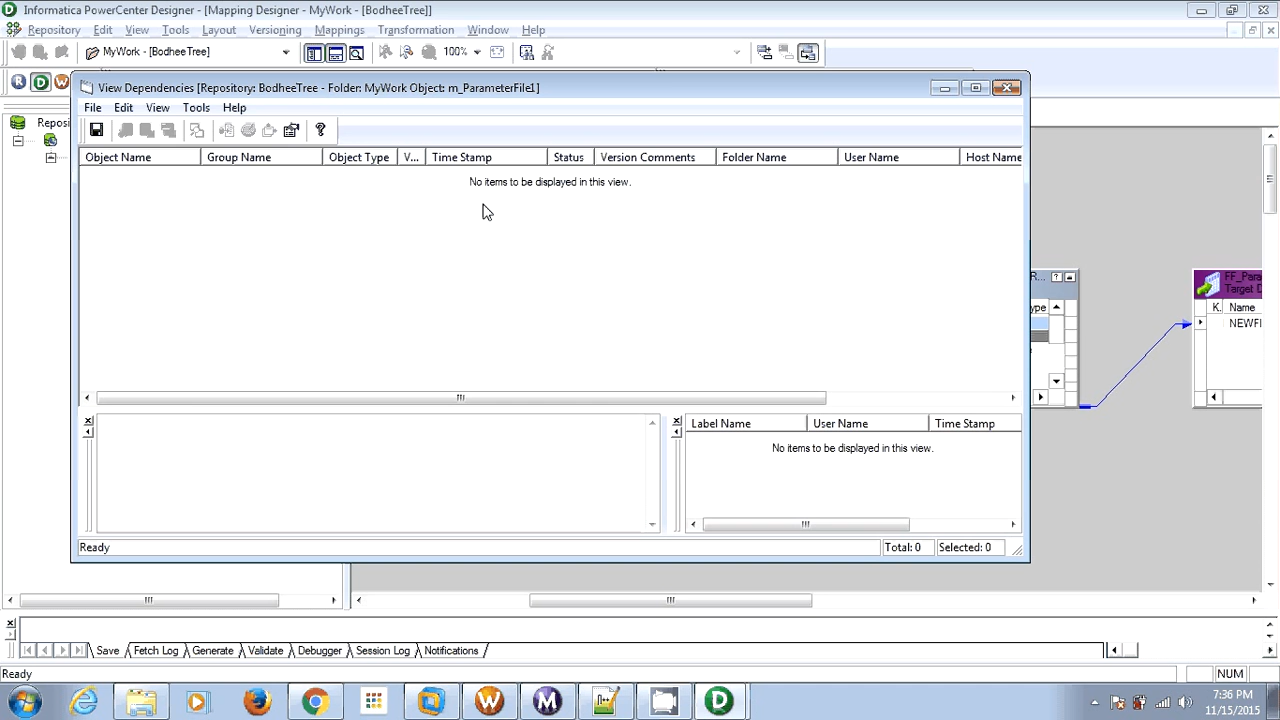 Informatica PowerCenter Designer - [Mapping Designer - MyWork - [BodheeTree]]
Repository Edit View Tools Layout Versioning Mappings Transformation Window Help
MyWork - [BodheeTree] 100%
R D W
View Dependencies [Repository: BodheeTree - Folder: MyWork Object: m_ParameterFile1]
File Edit View Tools Help
Reposi
Object Name Group Name Object Type V... Time Stamp Status Version Comments Folder Name User Name Host Name
No items to be displayed in this view.
R...
FF_Para
Target D
ype
K. Name
NEWFI
Label Name User Name Time Stamp
No items to be displayed in this view.
Ready Total: 0 Selected: 0
Save Fetch Log Generate Validate Debugger Session Log Notifications
Ready NUM
7:36 PM
11/15/2015